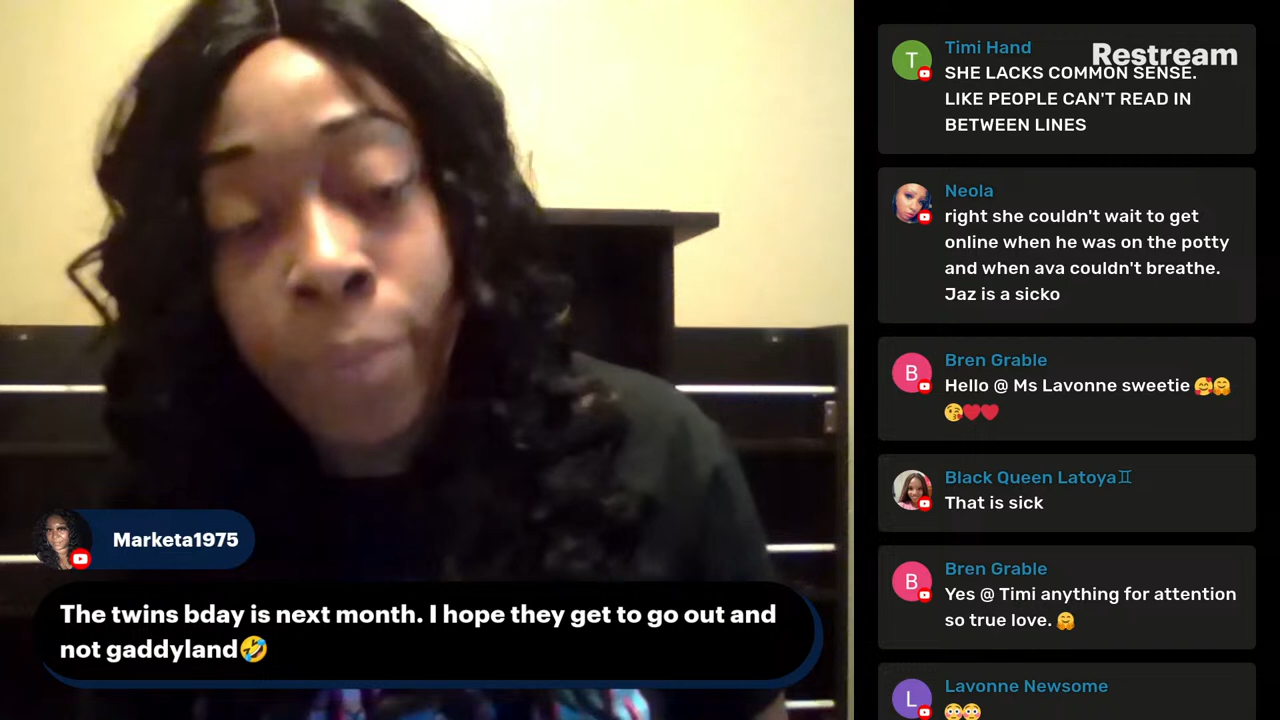 Restream
Timi Hand
SHE LACKS COMMON SENSE.
LIKE PEOPLE CAN'T READ IN
BETWEEN LINES
Neola
right she couldn't wait to get
online when he was on the potty
and when ava couldn't breathe.
Jaz is a sicko
Bren Grable
Hello @ Ms Lavonne sweetie 🥰🤗
😘❤️❤️
Black Queen Latoya♊
That is sick
Bren Grable
Yes @ Timi anything for attention
so true love. 🤗
Lavonne Newsome
😳😳
Marketa1975
The twins bday is next month. I hope they get to go out and
not gaddyland🤣
T
B
B
L